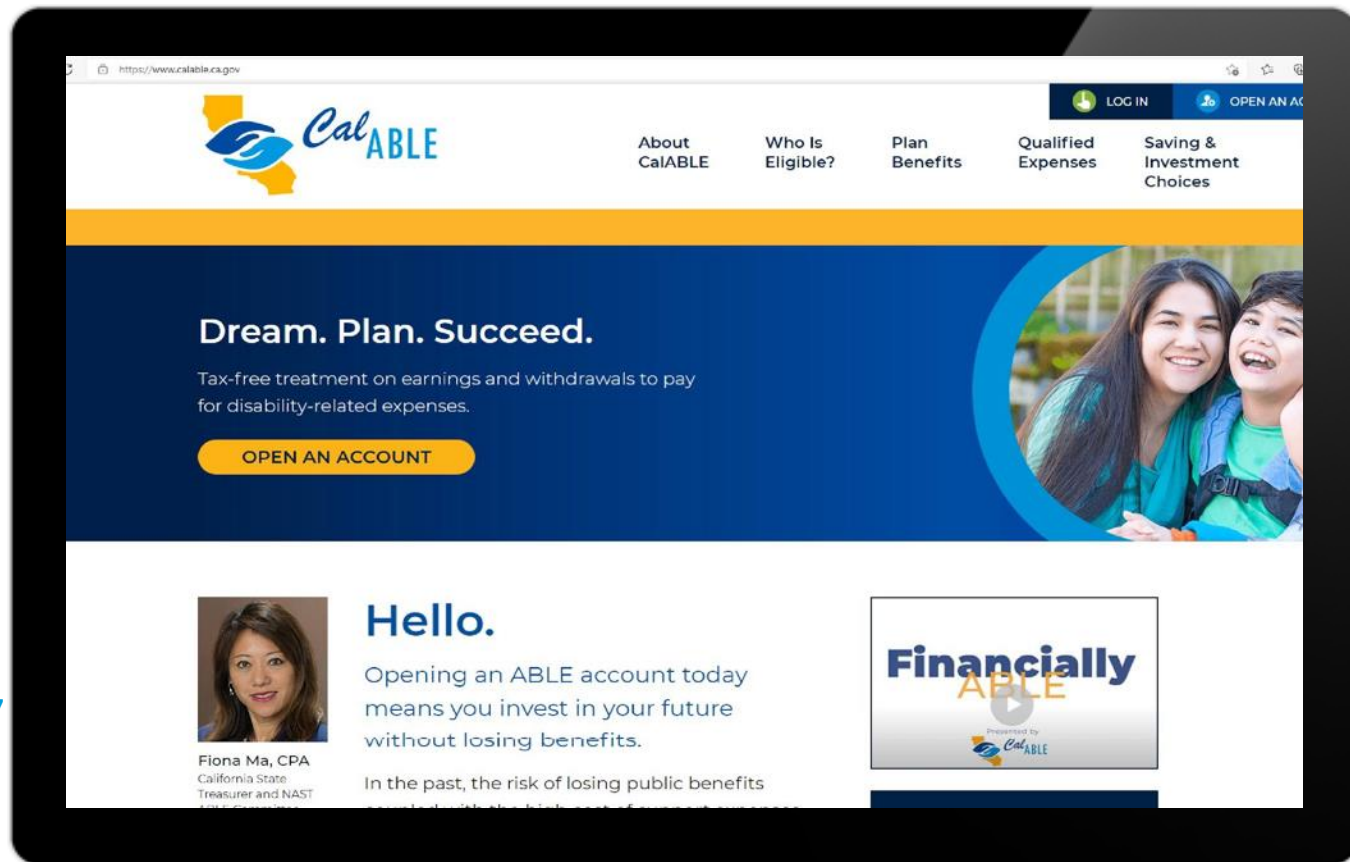 https://www.calable.ca.gov
LOG IN
OPEN AN AC
CalABLE
About
CalABLE
Who Is
Eligible?
Plan
Benefits
Qualified
Expenses
Saving &
Investment
Choices
Dream. Plan. Succeed.
Tax-free treatment on earnings and withdrawals to pay
for disability-related expenses.
OPEN AN ACCOUNT
Fiona Ma, CPA
California State
Treasurer and NAST
Hello.
Opening an ABLE account today
means you invest in your future
without losing benefits.
In the past, the risk of losing public benefits
Financially
ABLE
Presented by
CalABLE